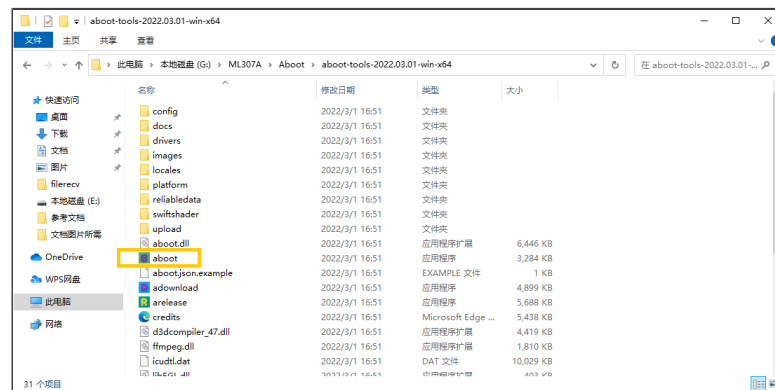 aboot-tools-2022.03.01-win-x64
文件 主页 共享 查看
此电脑 › 本地磁盘 (G:) › ML307A › Aboot › aboot-tools-2022.03.01-win-x64
在 aboot-tools-2022.03.01-...
名称 修改日期 类型 大小
快速访问
桌面
下载
文档
图片
filerecv
本地磁盘 (E:)
参考文档
文档图片所需
OneDrive
WPS网盘
此电脑
网络
config 2022/3/1 16:51 文件夹
docs 2022/3/1 16:51 文件夹
drivers 2022/3/1 16:51 文件夹
images 2022/3/1 16:51 文件夹
locales 2022/3/1 16:51 文件夹
platform 2022/3/1 16:51 文件夹
reliabledata 2022/3/1 16:51 文件夹
swiftshader 2022/3/1 16:51 文件夹
upload 2022/3/1 16:51 文件夹
aboot.dll 2022/3/1 16:51 应用程序扩展 6,446 KB
aboot 2022/3/1 16:51 应用程序 3,284 KB
aboot.json.example 2022/3/1 16:51 EXAMPLE 文件 1 KB
adownload 2022/3/1 16:51 应用程序 4,899 KB
arelease 2022/3/1 16:51 应用程序 5,688 KB
credits 2022/3/1 16:51 Microsoft Edge ... 5,438 KB
d3dcompiler_47.dll 2022/3/1 16:51 应用程序扩展 4,419 KB
ffmpeg.dll 2022/3/1 16:51 应用程序扩展 1,810 KB
icudtl.dat 2022/3/1 16:51 DAT 文件 10,029 KB
libEGL.dll 2022/3/1 16:51 应用程序扩展 403 KB
31 个项目